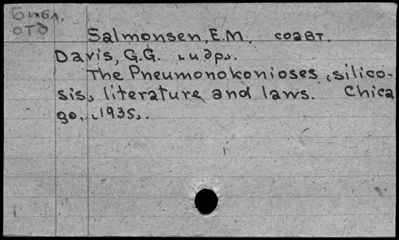 Библ.
отд
Salmonsen, E.M. соавт.
Davis, G.G. и др.
The Pneumonokonioses, silico-
sis, literature and laws. Chica
go, 1935.